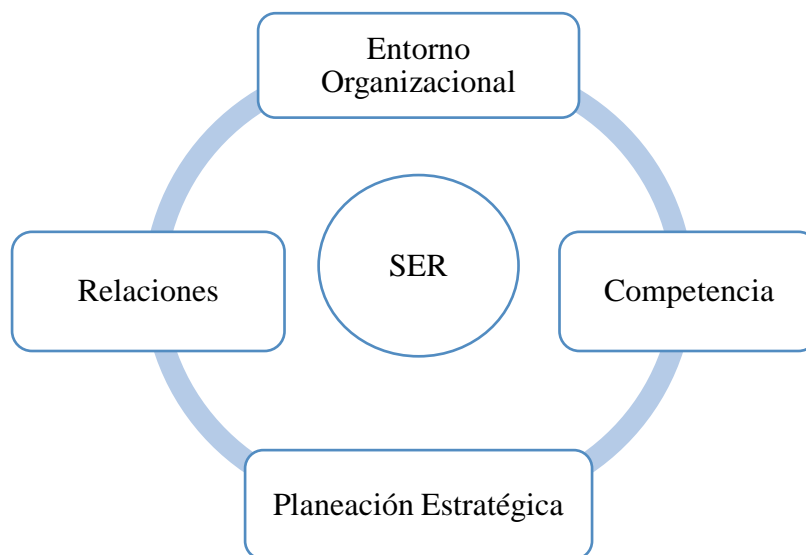 Entorno
Organizacional
Relaciones
SER
Competencia
Planeación Estratégica